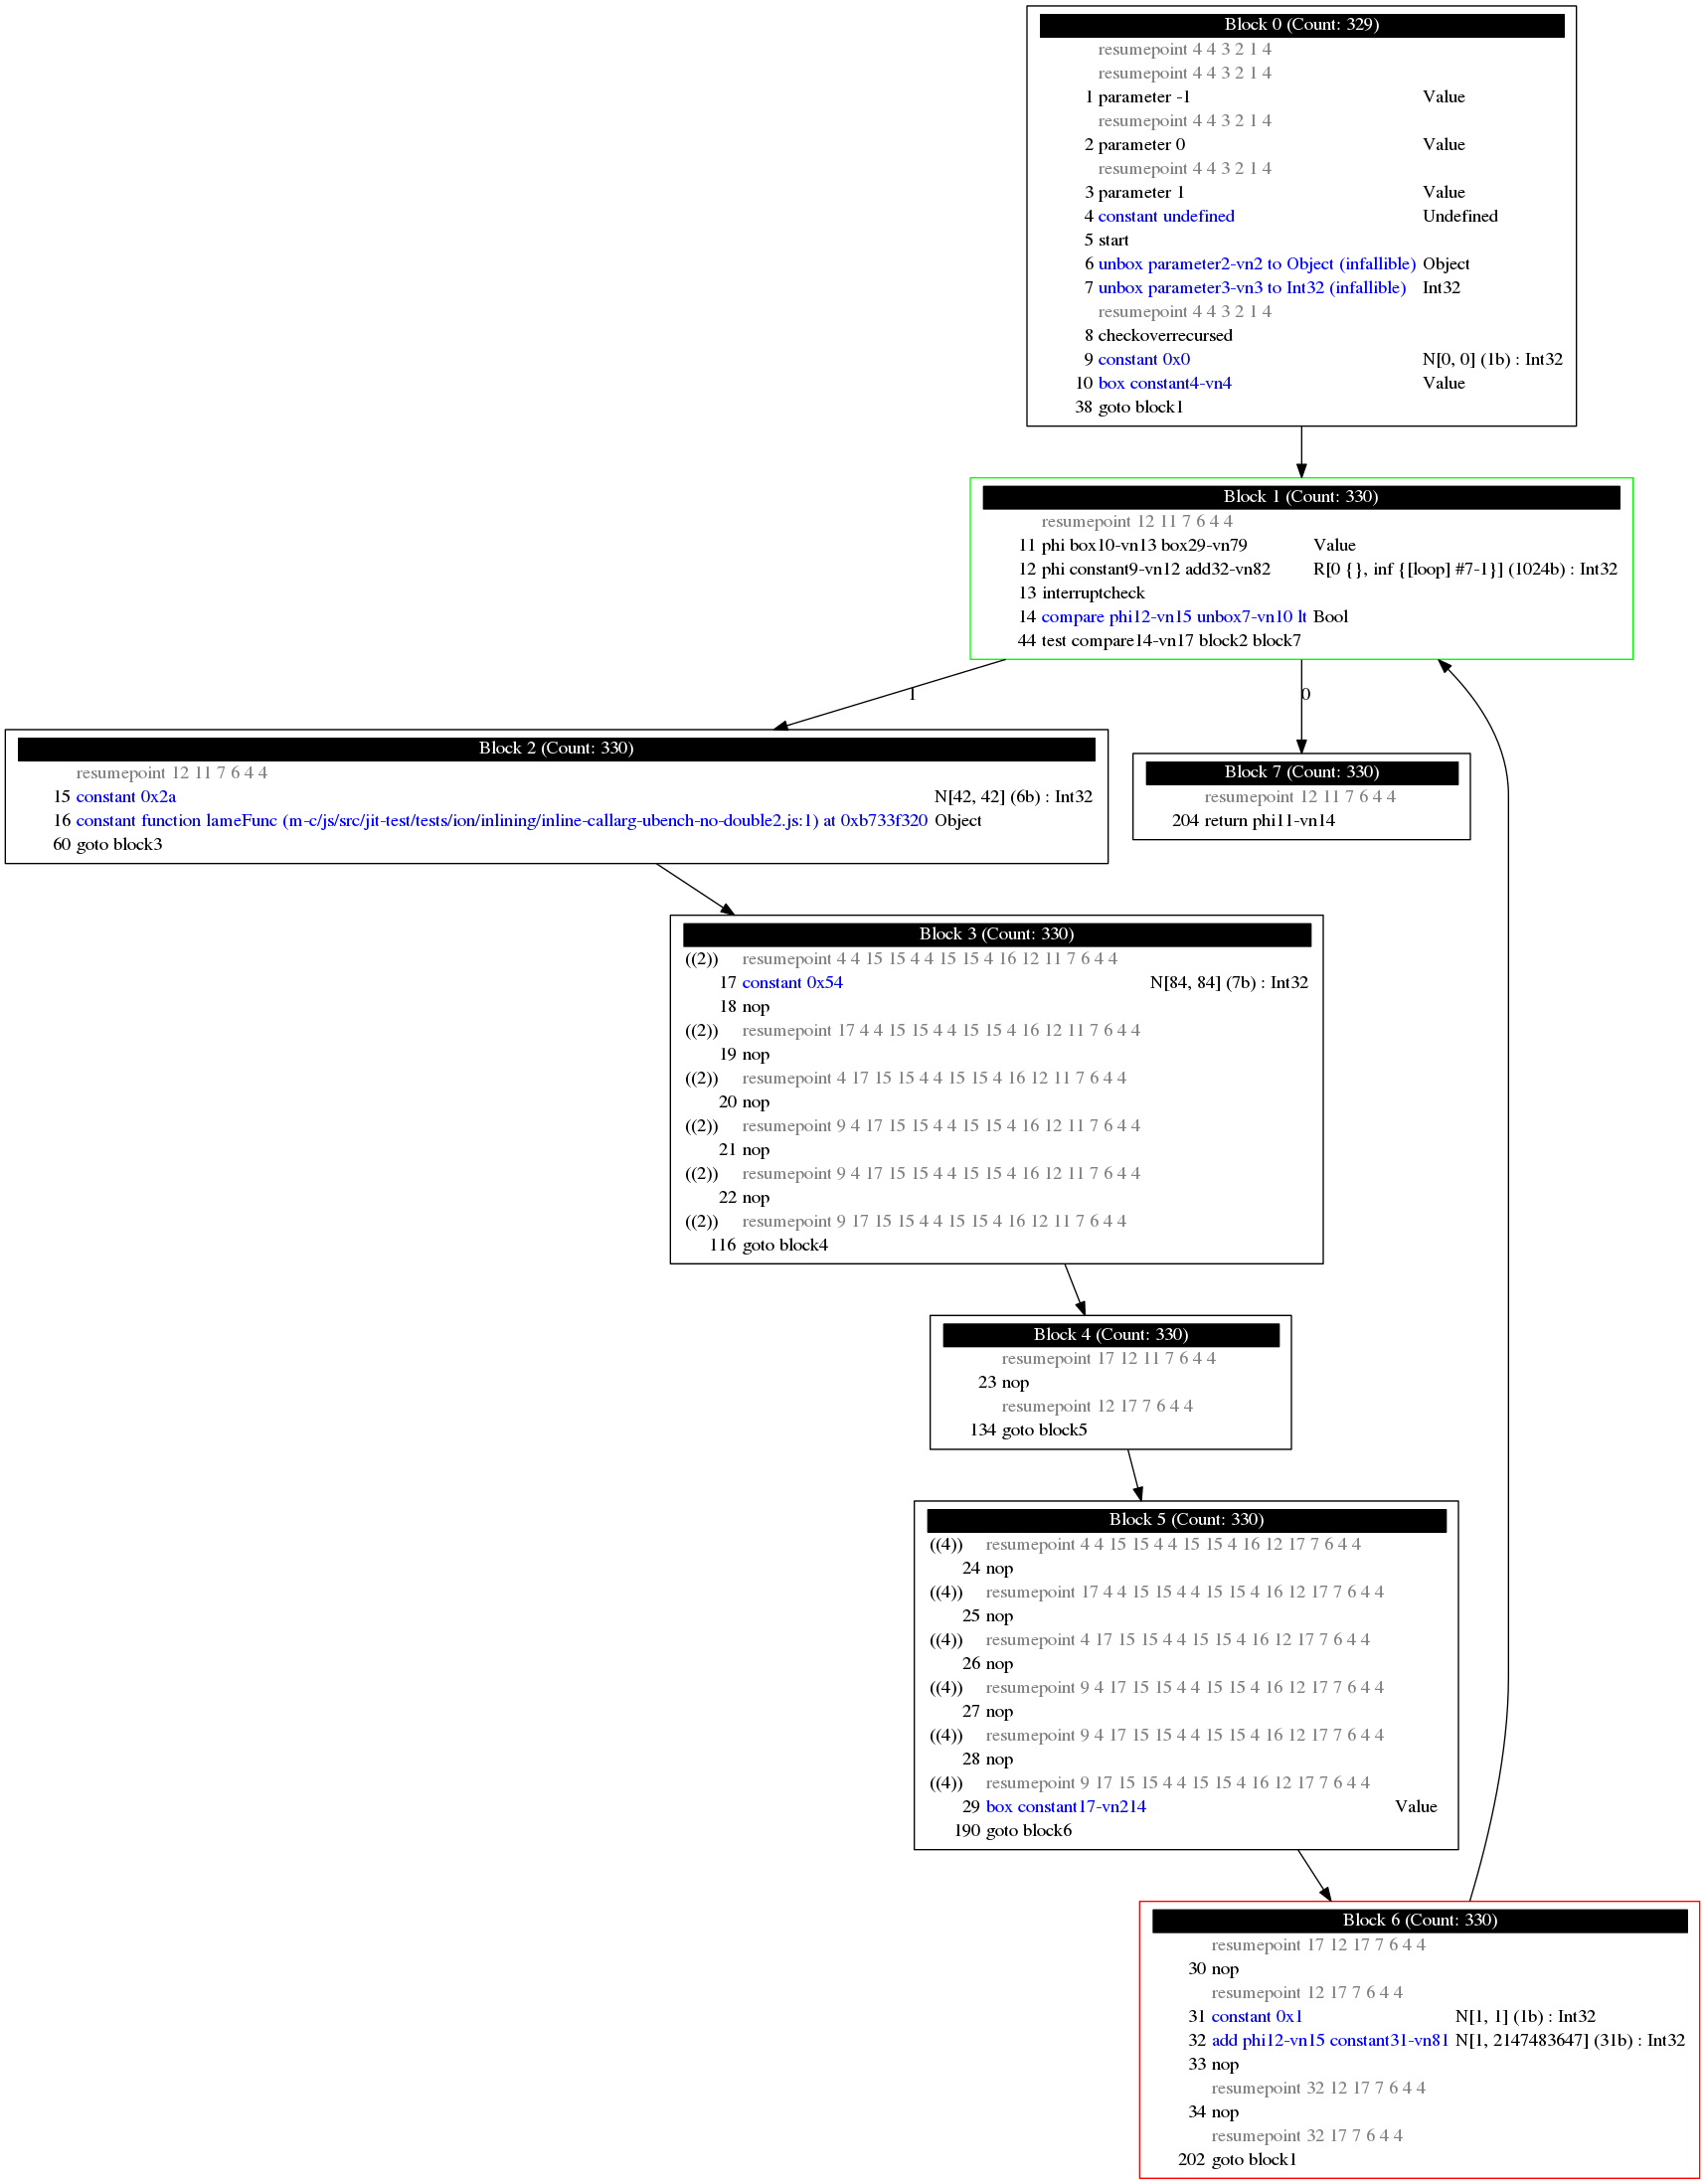 Block 0 (Count: 329)
resumepoint 4 4 3 2 1 4
resumepoint 4 4 3 2 1 4
1 parameter -1 Value
resumepoint 4 4 3 2 1 4
2 parameter 0 Value
resumepoint 4 4 3 2 1 4
3 parameter 1 Value
4 constant undefined Undefined
5 start
6 unbox parameter2-vn2 to Object (infallible) Object
7 unbox parameter3-vn3 to Int32 (infallible) Int32
resumepoint 4 4 3 2 1 4
8 checkoverrecursed
9 constant 0x0 N[0, 0] (1b) : Int32
10 box constant4-vn4 Value
38 goto block1
Block 1 (Count: 330)
resumepoint 12 11 7 6 4 4
11 phi box10-vn13 box29-vn79 Value
12 phi constant9-vn12 add32-vn82 R[0 {}, inf {[loop] #7-1}] (1024b) : Int32
13 interruptcheck
14 compare phi12-vn15 unbox7-vn10 lt Bool
44 test compare14-vn17 block2 block7
1
0
Block 2 (Count: 330)
resumepoint 12 11 7 6 4 4
15 constant 0x2a N[42, 42] (6b) : Int32
16 constant function lameFunc (m-c/js/src/jit-test/tests/ion/inlining/inline-callarg-ubench-no-double2.js:1) at 0xb733f320 Object
60 goto block3
Block 7 (Count: 330)
resumepoint 12 11 7 6 4 4
204 return phi11-vn14
Block 3 (Count: 330)
((2)) resumepoint 4 4 15 15 4 4 15 15 4 16 12 11 7 6 4 4
17 constant 0x54 N[84, 84] (7b) : Int32
18 nop
((2)) resumepoint 17 4 4 15 15 4 4 15 15 4 16 12 11 7 6 4 4
19 nop
((2)) resumepoint 4 17 15 15 4 4 15 15 4 16 12 11 7 6 4 4
20 nop
((2)) resumepoint 9 4 17 15 15 4 4 15 15 4 16 12 11 7 6 4 4
21 nop
((2)) resumepoint 9 4 17 15 15 4 4 15 15 4 16 12 11 7 6 4 4
22 nop
((2)) resumepoint 9 17 15 15 4 4 15 15 4 16 12 11 7 6 4 4
116 goto block4
Block 4 (Count: 330)
resumepoint 17 12 11 7 6 4 4
23 nop
resumepoint 12 17 7 6 4 4
134 goto block5
Block 5 (Count: 330)
((4)) resumepoint 4 4 15 15 4 4 15 15 4 16 12 17 7 6 4 4
24 nop
((4)) resumepoint 17 4 4 15 15 4 4 15 15 4 16 12 17 7 6 4 4
25 nop
((4)) resumepoint 4 17 15 15 4 4 15 15 4 16 12 17 7 6 4 4
26 nop
((4)) resumepoint 9 4 17 15 15 4 4 15 15 4 16 12 17 7 6 4 4
27 nop
((4)) resumepoint 9 4 17 15 15 4 4 15 15 4 16 12 17 7 6 4 4
28 nop
((4)) resumepoint 9 17 15 15 4 4 15 15 4 16 12 17 7 6 4 4
29 box constant17-vn214 Value
190 goto block6
Block 6 (Count: 330)
resumepoint 17 12 17 7 6 4 4
30 nop
resumepoint 12 17 7 6 4 4
31 constant 0x1 N[1, 1] (1b) : Int32
32 add phi12-vn15 constant31-vn81 N[1, 2147483647] (31b) : Int32
33 nop
resumepoint 32 12 17 7 6 4 4
34 nop
resumepoint 32 17 7 6 4 4
202 goto block1